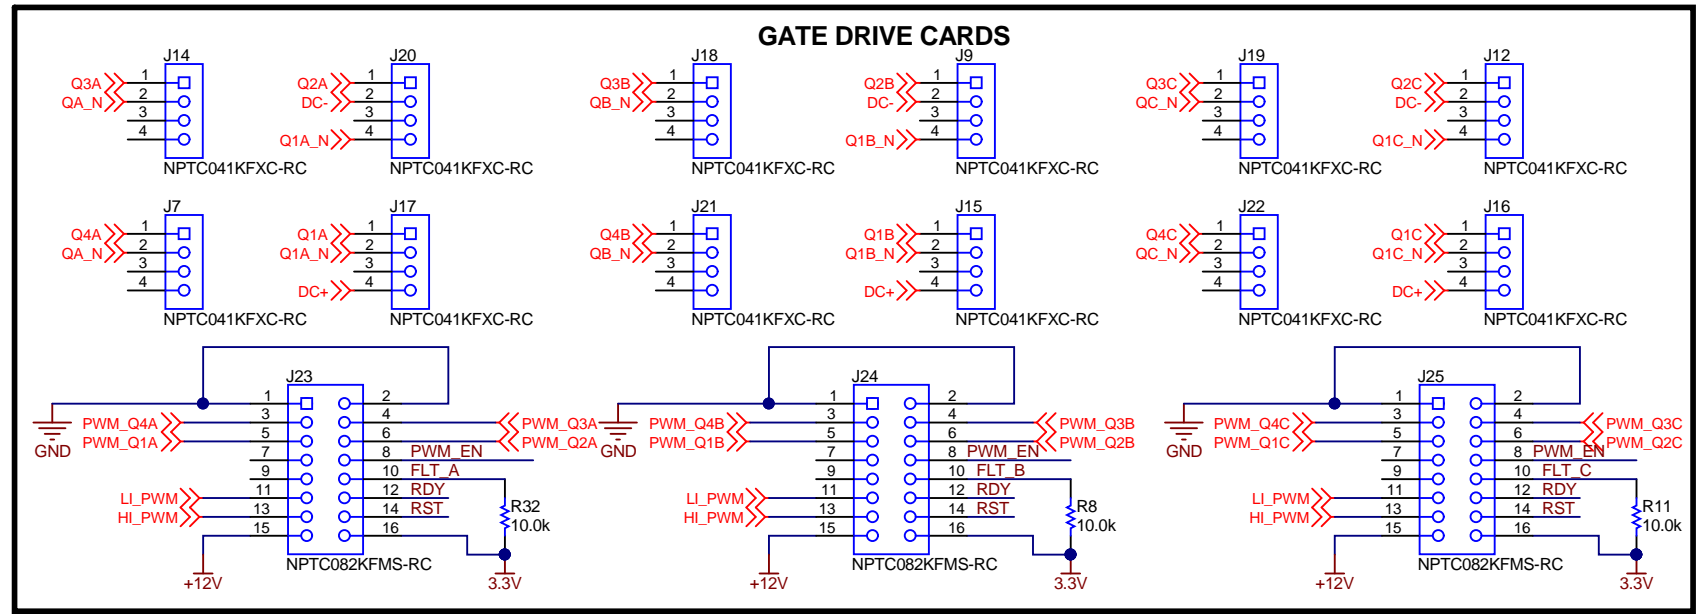 GATE DRIVE CARDS
J14 J20 J18 J9 J19 J12
Q3A 1 Q2A 1 Q3B 1 Q2B 1 Q3C 1 Q2C 1
QA_N 2 DC- 2 QB_N 2 DC- 2 QC_N 2 DC- 2
3 3 3 3 3 3
4 Q1A_N 4 4 Q1B_N 4 4 Q1C_N 4
NPTC041KFXC-RC NPTC041KFXC-RC NPTC041KFXC-RC NPTC041KFXC-RC NPTC041KFXC-RC NPTC041KFXC-RC
J7 J17 J21 J15 J22 J16
Q4A 1 Q1A 1 Q4B 1 Q1B 1 Q4C 1 Q1C 1
QA_N 2 Q1A_N 2 QB_N 2 Q1B_N 2 QC_N 2 Q1C_N 2
3 3 3 3 3 3
4 DC+ 4 4 DC+ 4 4 DC+ 4
NPTC041KFXC-RC NPTC041KFXC-RC NPTC041KFXC-RC NPTC041KFXC-RC NPTC041KFXC-RC NPTC041KFXC-RC
J23 J24 J25
1 2 1 2 1 2
PWM_Q4A 3 4 PWM_Q3A PWM_Q4B 3 4 PWM_Q3B PWM_Q4C 3 4 PWM_Q3C
GND PWM_Q1A 5 6 PWM_Q2A GND PWM_Q1B 5 6 PWM_Q2B GND PWM_Q1C 5 6 PWM_Q2C
7 8 PWM_EN 7 8 PWM_EN 7 8 PWM_EN
9 10 FLT_A 9 10 FLT_B 9 10 FLT_C
LI_PWM 11 12 RDY LI_PWM 11 12 RDY LI_PWM 11 12 RDY
HI_PWM 13 14 RST R32 HI_PWM 13 14 RST R8 HI_PWM 13 14 RST R11
15 16 10.0k 15 16 10.0k 15 16 10.0k
NPTC082KFMS-RC NPTC082KFMS-RC NPTC082KFMS-RC
+12V 3.3V +12V 3.3V +12V 3.3V